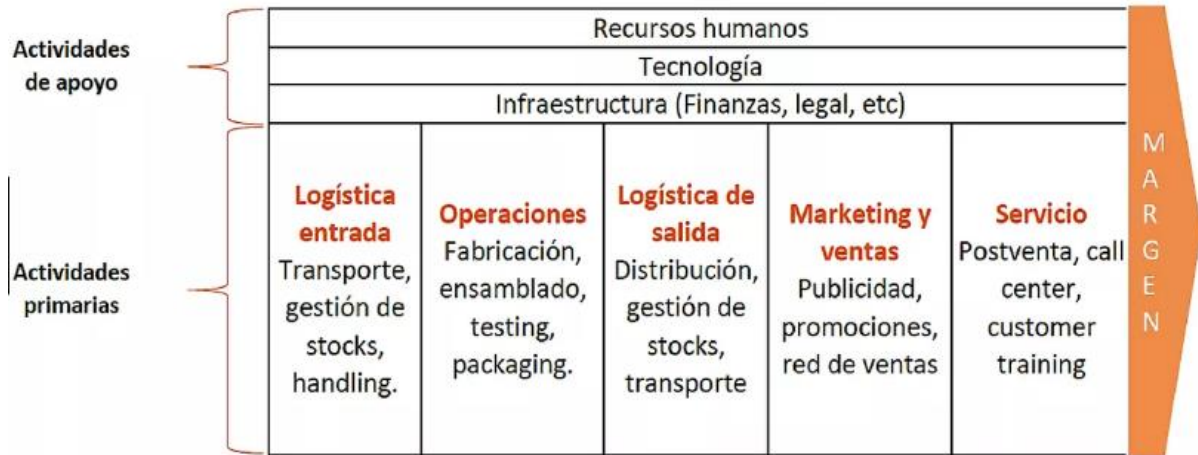 Actividades
de apoyo
Recursos humanos
Tecnología
Infraestructura (Finanzas, legal, etc)
Actividades
primarias
Logística
entrada
Transporte,
gestión de
stocks,
handling.
Operaciones
Fabricación,
ensamblado,
testing,
packaging.
Logística de
salida
Distribución,
gestión de
stocks,
transporte
Marketing y
ventas
Publicidad,
promociones,
red de ventas
Servicio
Postventa, call
center,
customer
training
M
A
R
G
E
N